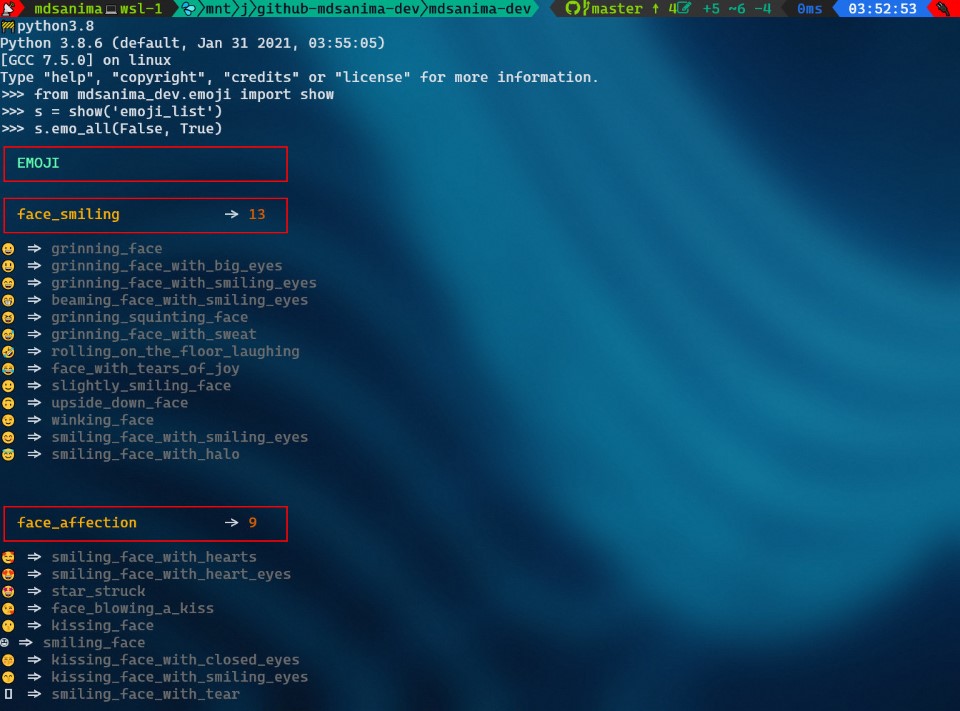 mdsanima wsl-1 mnt j github-mdsanima-dev mdsanima-dev master ↑ 4 +5 ~6 -4 0ms 03:52:53
python3.8
Python 3.8.6 (default, Jan 31 2021, 03:55:05)
[GCC 7.5.0] on linux
Type "help", "copyright", "credits" or "license" for more information.
>>> from mdsanima_dev.emoji import show
>>> s = show('emoji_list')
>>> s.emo_all(False, True)
EMOJI
face_smiling → 13
😀 ⇒ grinning_face
😃 ⇒ grinning_face_with_big_eyes
😄 ⇒ grinning_face_with_smiling_eyes
😁 ⇒ beaming_face_with_smiling_eyes
😆 ⇒ grinning_squinting_face
😅 ⇒ grinning_face_with_sweat
🤣 ⇒ rolling_on_the_floor_laughing
😂 ⇒ face_with_tears_of_joy
🙂 ⇒ slightly_smiling_face
🙃 ⇒ upside_down_face
😉 ⇒ winking_face
😊 ⇒ smiling_face_with_smiling_eyes
😇 ⇒ smiling_face_with_halo
face_affection → 9
🥰 ⇒ smiling_face_with_hearts
😍 ⇒ smiling_face_with_heart_eyes
🤩 ⇒ star_struck
😘 ⇒ face_blowing_a_kiss
😗 ⇒ kissing_face
☺ ⇒ smiling_face
😚 ⇒ kissing_face_with_closed_eyes
😙 ⇒ kissing_face_with_smiling_eyes
▯ ⇒ smiling_face_with_tear